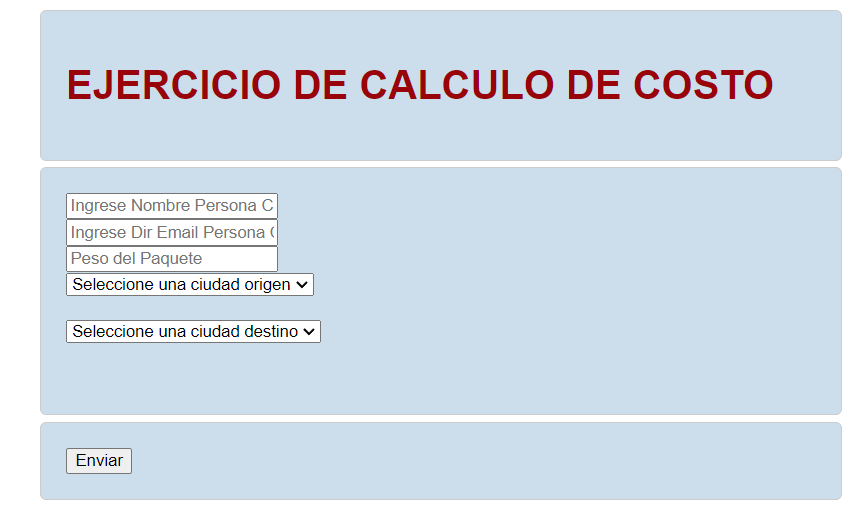 EJERCICIO DE CALCULO DE COSTO
Ingrese Nombre Persona C
Ingrese Dir Email Persona
Peso del Paquete
Seleccione una ciudad origen
Seleccione una ciudad destino
Enviar